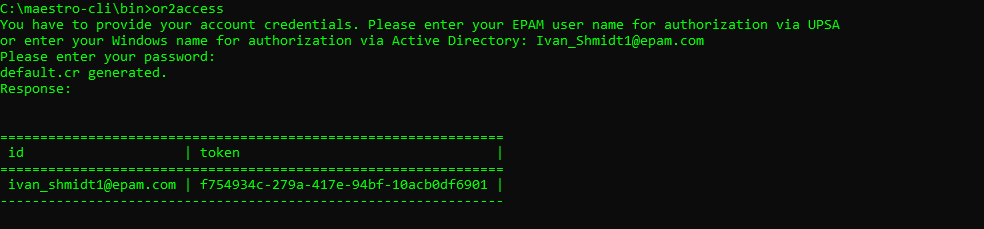 C:\maestro-cli\bin>or2access
You have to provide your account credentials. Please enter your EPAM user name for authorization via UPSA
or enter your Windows name for authorization via Active Directory: Ivan_Shmidt1@epam.com
Please enter your password:
default.cr generated.
Response:
===============================================================
id | token |
===============================================================
ivan_shmidt1@epam.com | f754934c-279a-417e-94bf-10acb0df6901 |
---------------------------------------------------------------